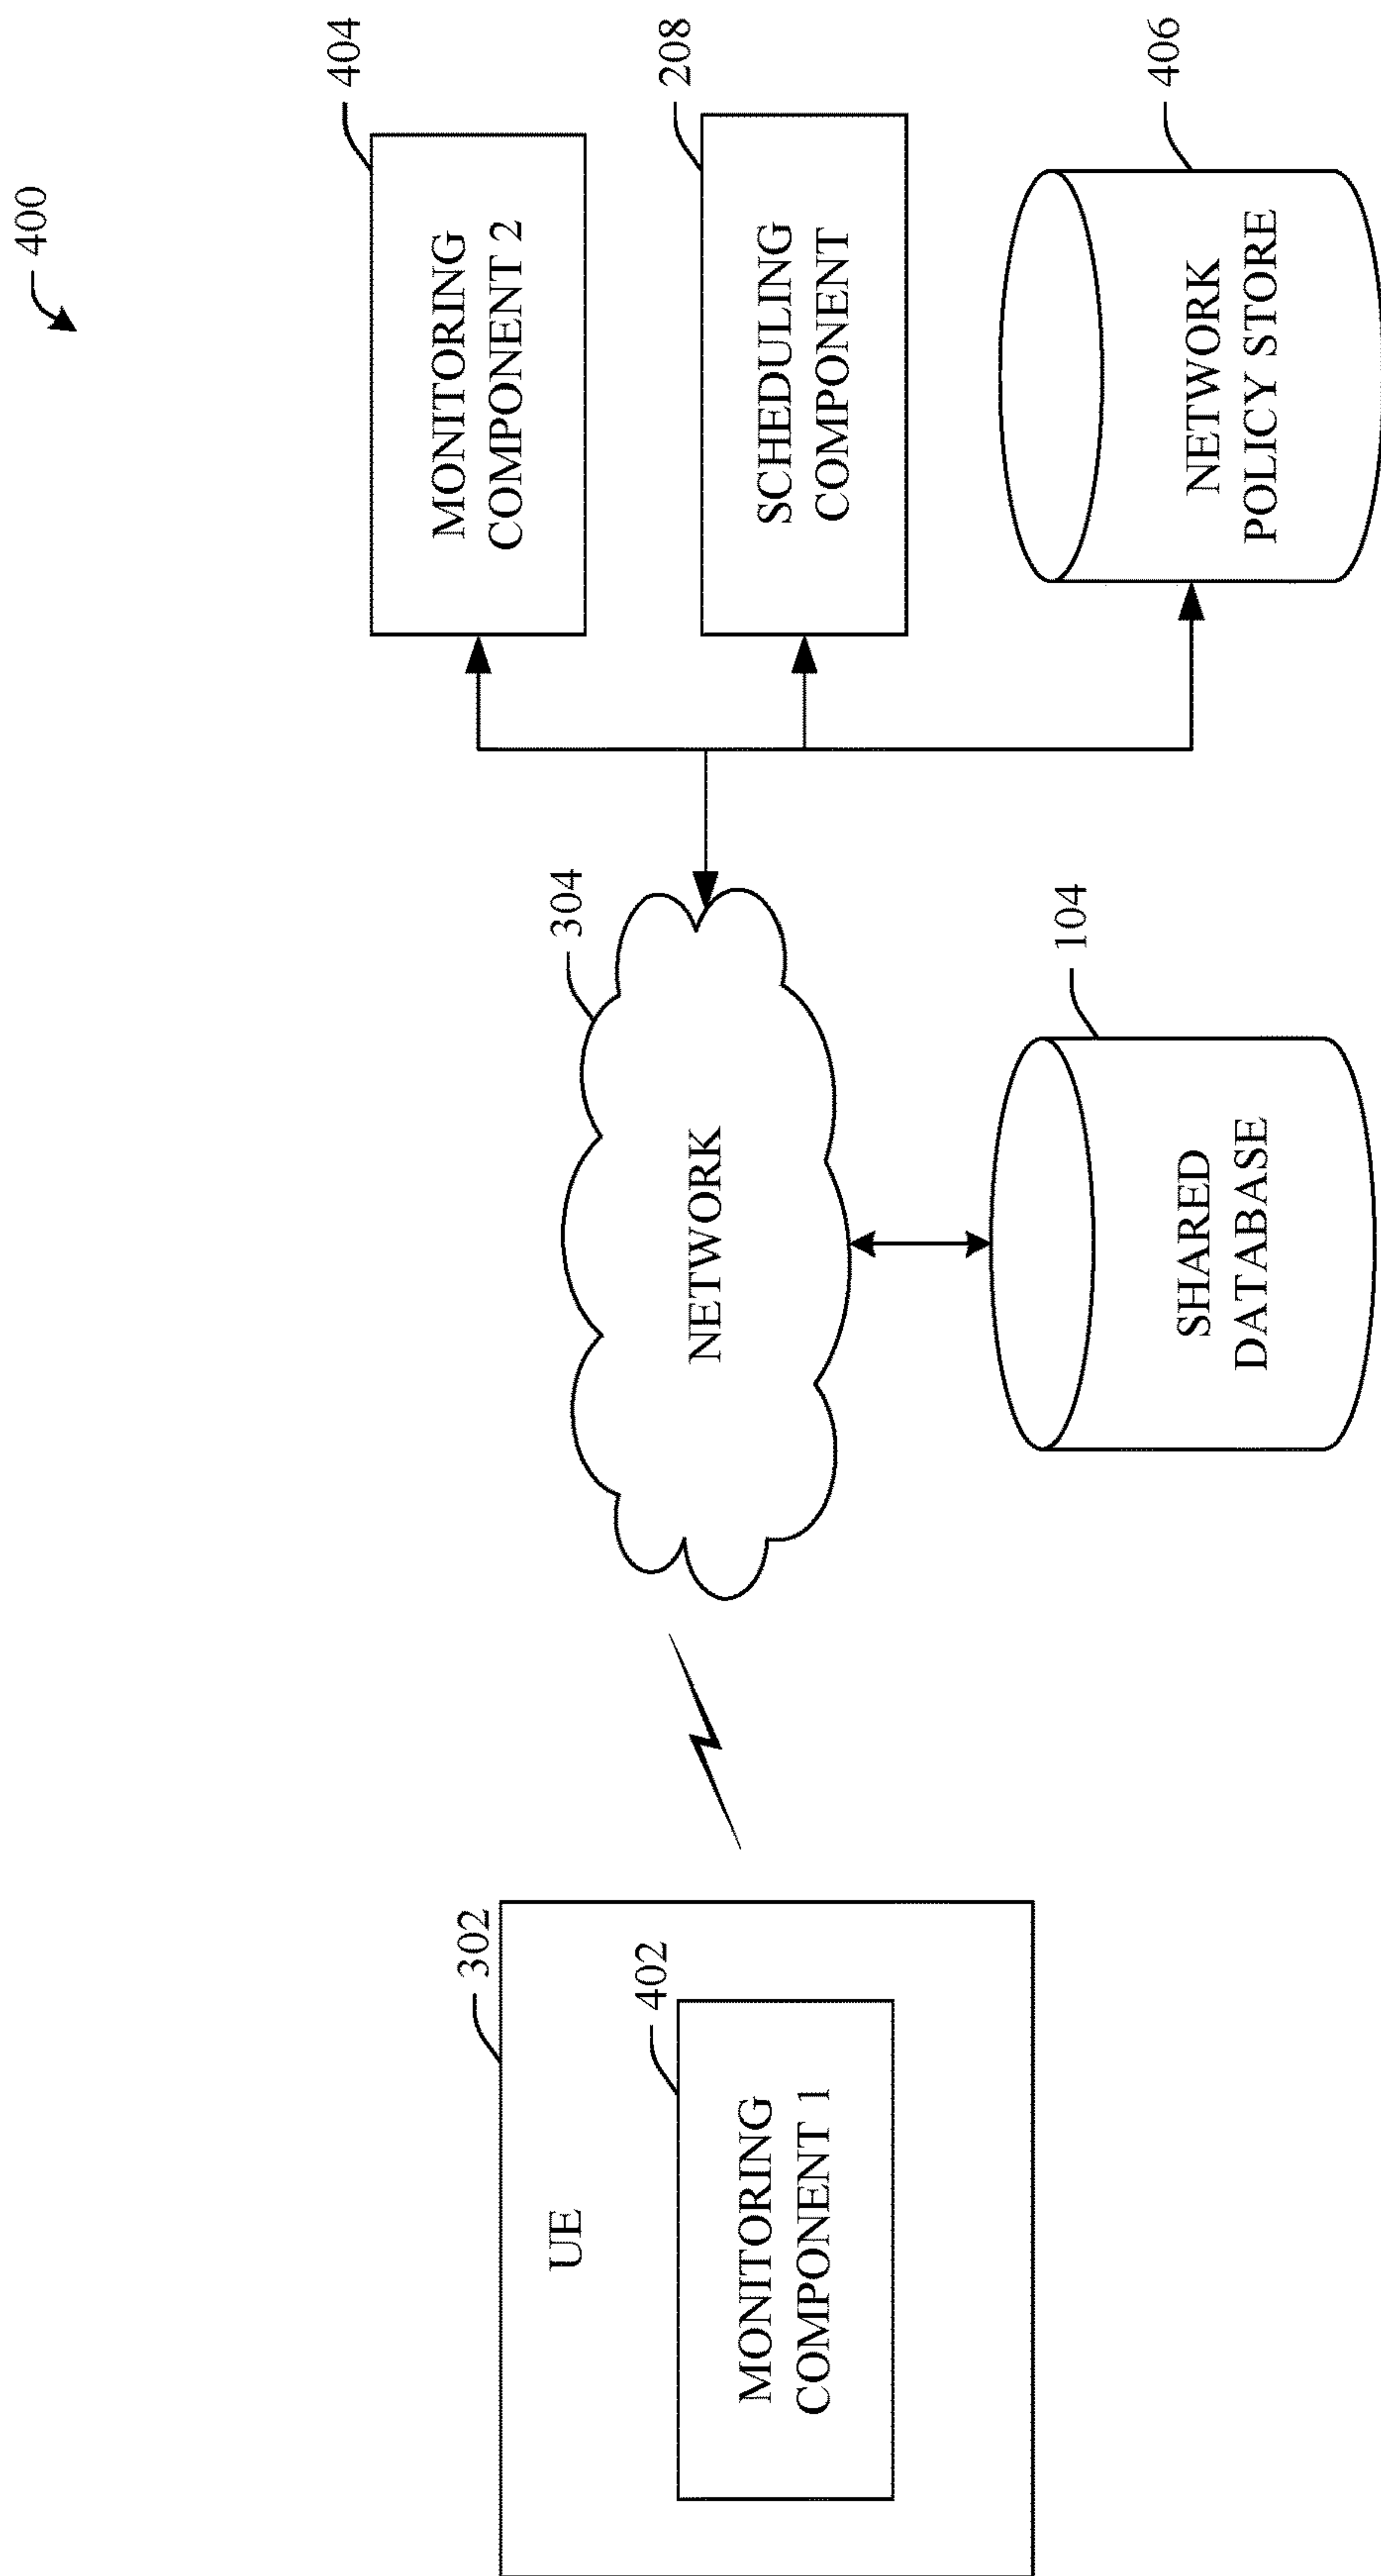 400
302
UE
402
MONITORING
COMPONENT 1
304
NETWORK
104
SHARED
DATABASE
404
MONITORING
COMPONENT 2
208
SCHEDULING
COMPONENT
406
NETWORK
POLICY STORE